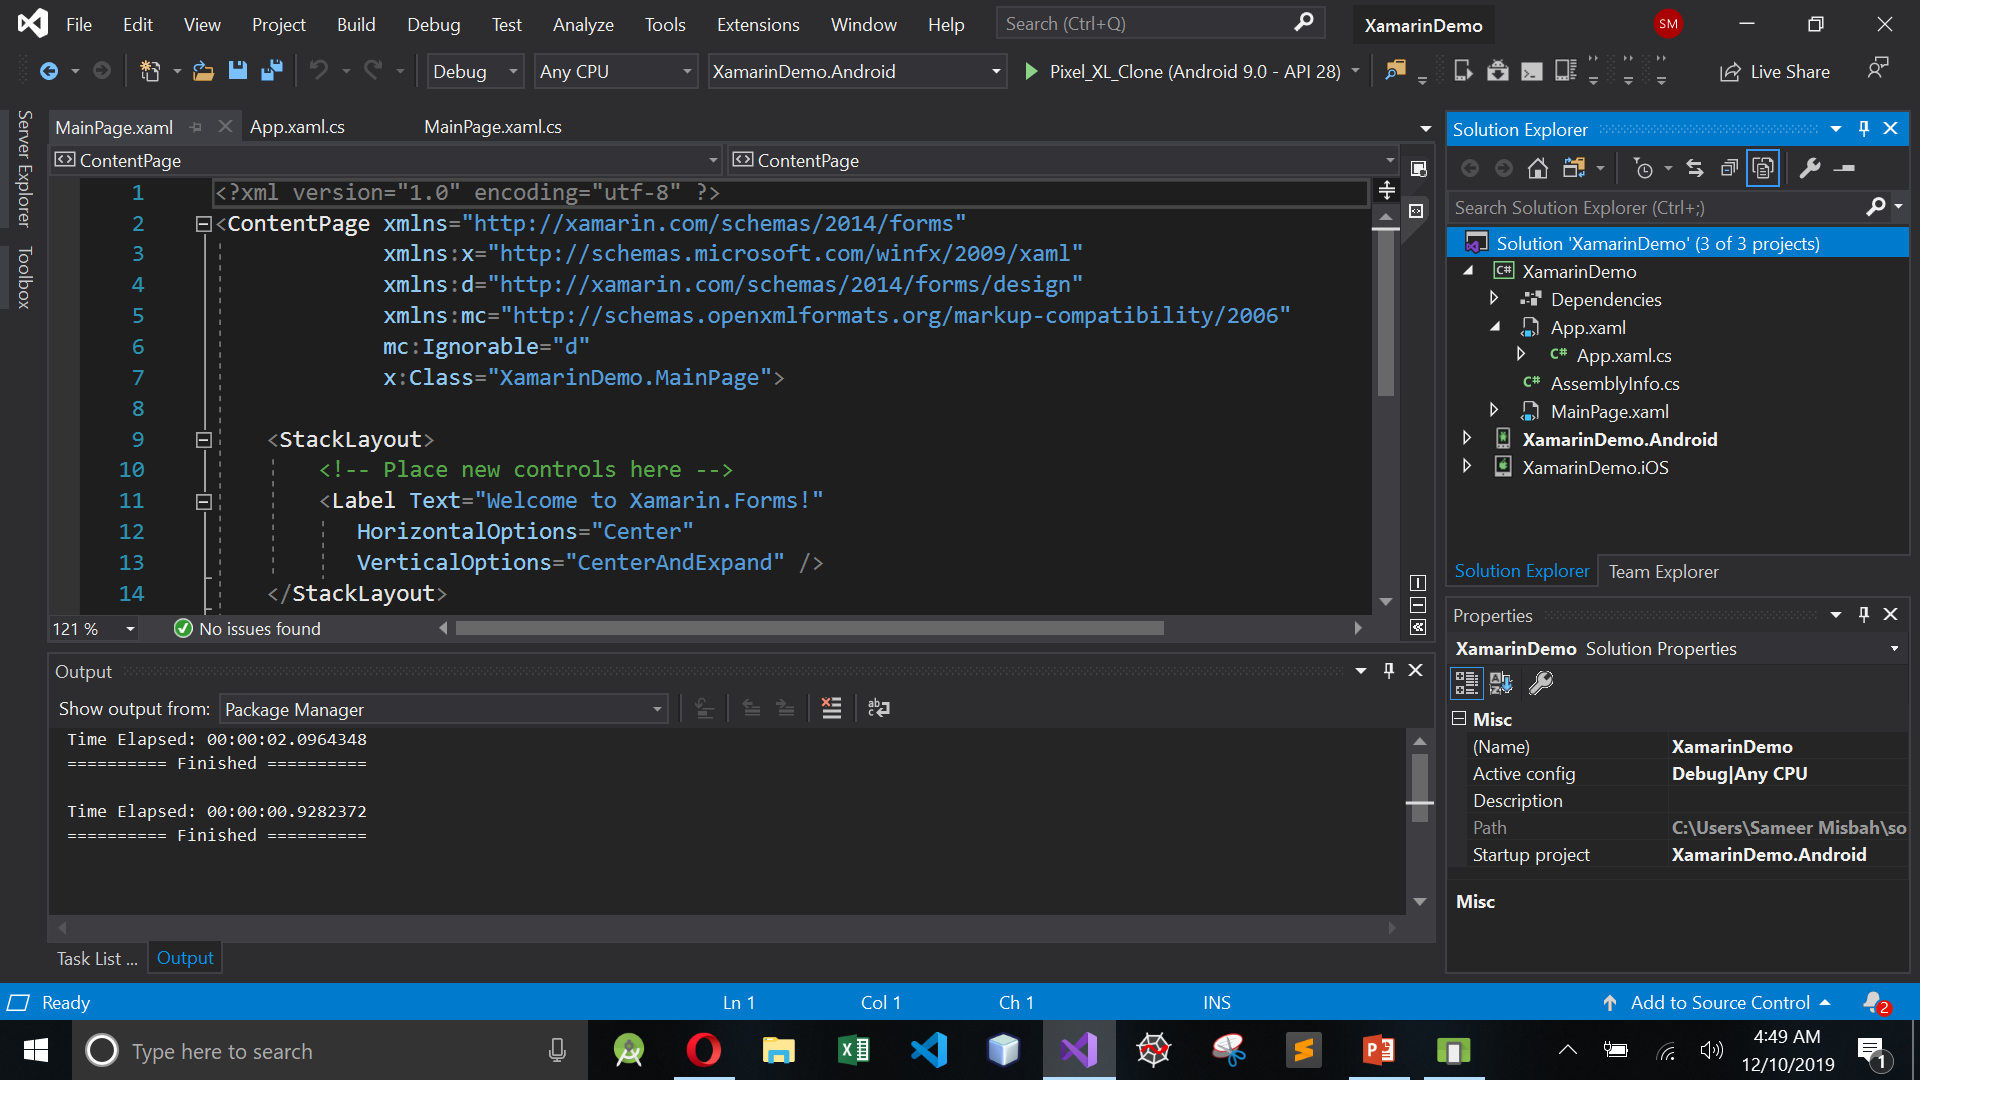 File Edit View Project Build Debug Test Analyze Tools Extensions Window Help Search (Ctrl+Q) XamarinDemo SM
Debug Any CPU XamarinDemo.Android Pixel_XL_Clone (Android 9.0 - API 28) Live Share
Server Explorer
Toolbox
MainPage.xaml App.xaml.cs MainPage.xaml.cs
ContentPage ContentPage
1 <?xml version="1.0" encoding="utf-8" ?>
2 <ContentPage xmlns="http://xamarin.com/schemas/2014/forms"
3 xmlns:x="http://schemas.microsoft.com/winfx/2009/xaml"
4 xmlns:d="http://xamarin.com/schemas/2014/forms/design"
5 xmlns:mc="http://schemas.openxmlformats.org/markup-compatibility/2006"
6 mc:Ignorable="d"
7 x:Class="XamarinDemo.MainPage">
8
9 <StackLayout>
10 <!-- Place new controls here -->
11 <Label Text="Welcome to Xamarin.Forms!"
12 HorizontalOptions="Center"
13 VerticalOptions="CenterAndExpand" />
14 </StackLayout>
121 % No issues found
Output
Show output from: Package Manager
Time Elapsed: 00:00:02.0964348
========== Finished ==========
Time Elapsed: 00:00:00.9282372
========== Finished ==========
Task List ... Output
Solution Explorer
Search Solution Explorer (Ctrl+;)
Solution 'XamarinDemo' (3 of 3 projects)
C# XamarinDemo
Dependencies
App.xaml
C# App.xaml.cs
C# AssemblyInfo.cs
MainPage.xaml
XamarinDemo.Android
XamarinDemo.iOS
Solution Explorer Team Explorer
Properties
XamarinDemo Solution Properties
Misc
(Name) XamarinDemo
Active config Debug|Any CPU
Description
Path C:\Users\Sameer Misbah\so
Startup project XamarinDemo.Android
Misc
Ready Ln 1 Col 1 Ch 1 INS Add to Source Control 2
Type here to search 4:49 AM
12/10/2019 1